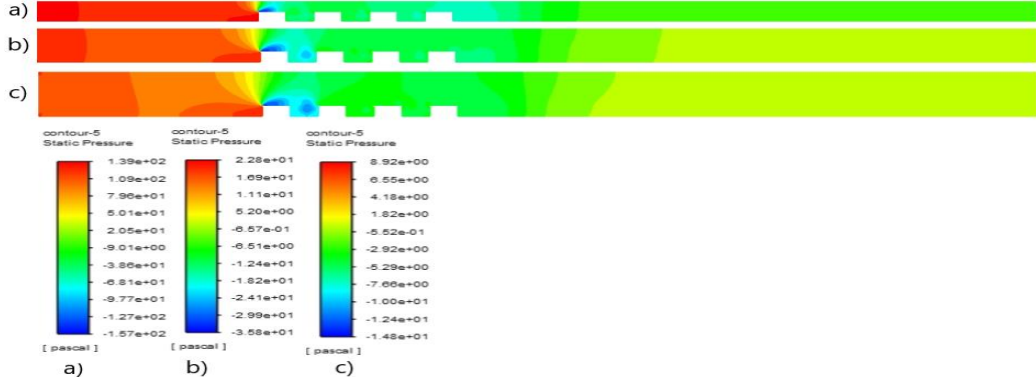 a)
b)
c)
contour-5
Static Pressure
1.39e+02
1.09e+02
7.96e+01
5.01e+01
2.05e+01
-9.01e+00
-3.86e+01
-6.81e+01
-9.77e+01
-1.27e+02
-1.57e+02
[ pascal ]
a)
contour-5
Static Pressure
2.28e+01
1.69e+01
1.11e+01
5.20e+00
-6.57e-01
-6.51e+00
-1.24e+01
-1.82e+01
-2.41e+01
-2.99e+01
-3.58e+01
[ pascal ]
b)
contour-5
Static Pressure
8.92e+00
6.55e+00
4.18e+00
1.82e+00
-5.52e-01
-2.92e+00
-5.29e+00
-7.66e+00
-1.00e+01
-1.24e+01
-1.48e+01
[ pascal ]
c)